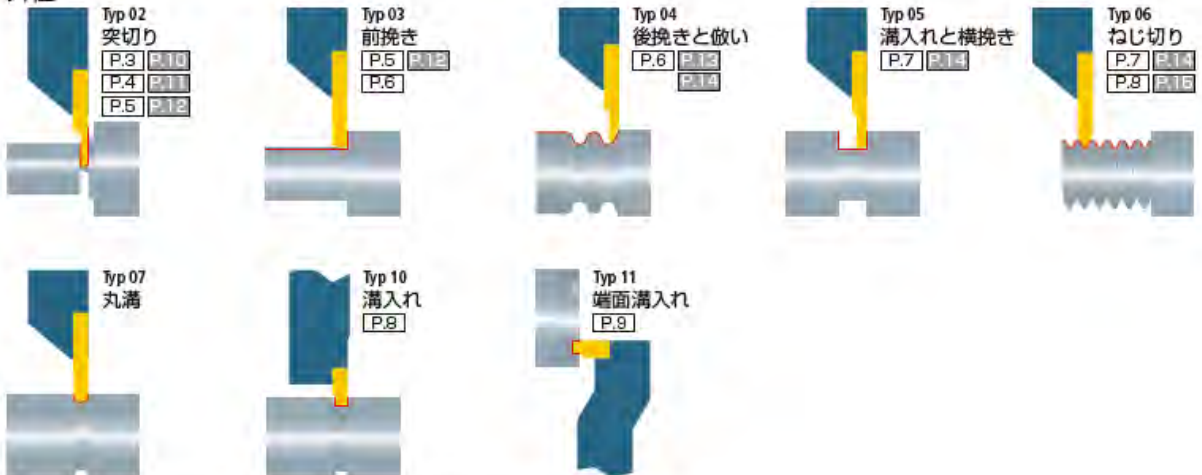 Typ 02
突切り
P.3 P.10
P.4 P.11
P.5 P.12
Typ 03
前挽き
P.5 P.12
P.6
Typ 04
後挽きと倣い
P.6 P.13
P.14
Typ 05
溝入れと横挽き
P.7 P.14
Typ 06
ねじ切り
P.7 P.14
P.8 P.15
Typ 07
丸溝
Typ 10
溝入れ
P.8
Typ 11
端面溝入れ
P.9